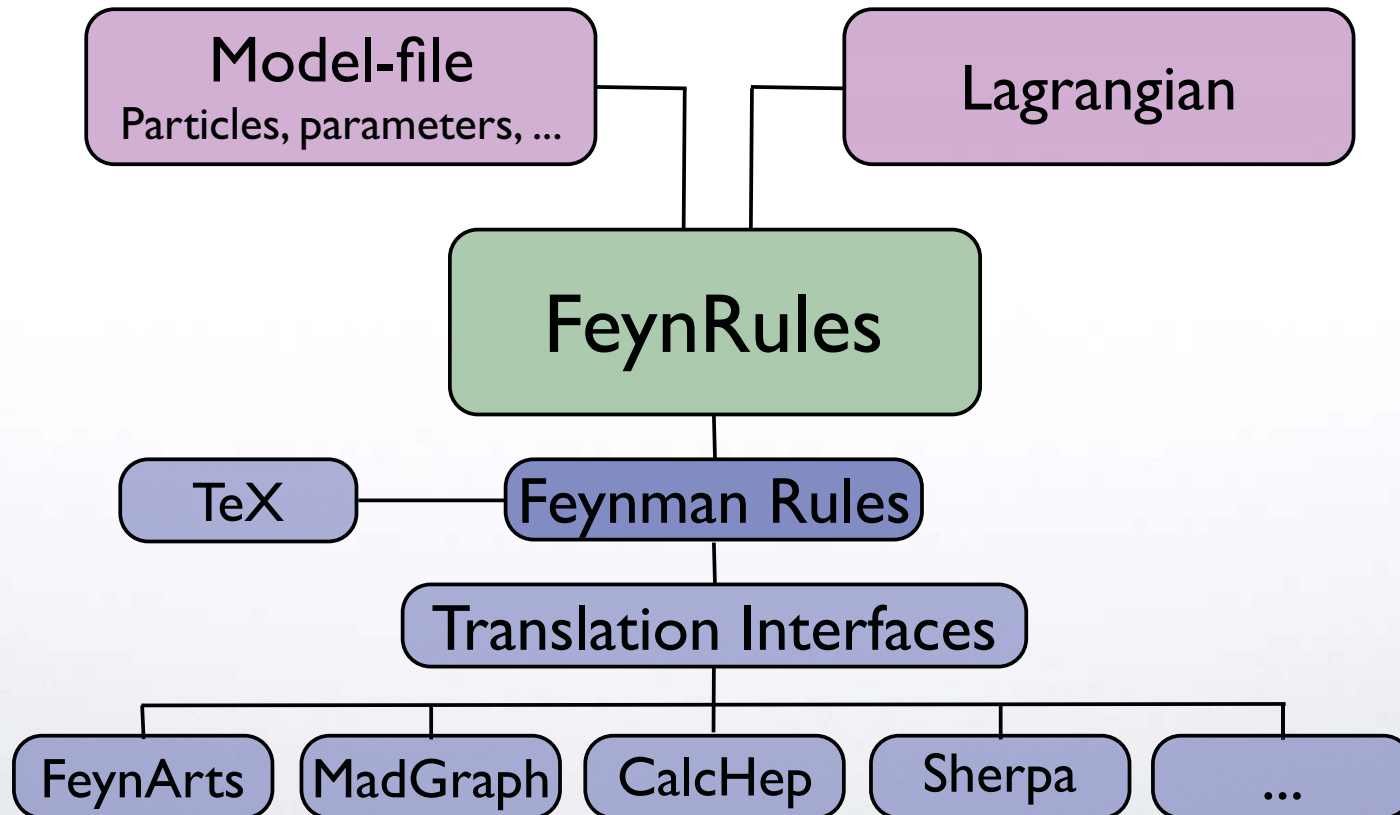 Model-file
Particles, parameters, ...
Lagrangian
FeynRules
TeX
Feynman Rules
Translation Interfaces
FeynArts
MadGraph
CalcHep
Sherpa
...